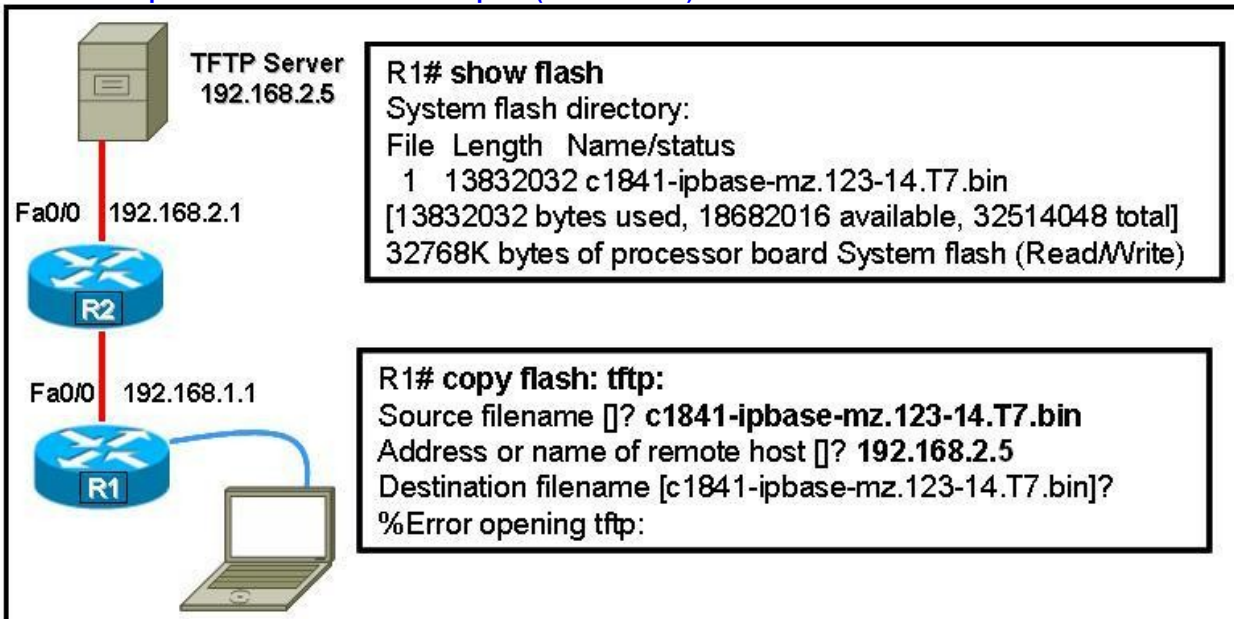 TFTP Server
192.168.2.5
Fa0/0 192.168.2.1
R2
Fa0/0 192.168.1.1
R1
R1# show flash
System flash directory:
File Length Name/status
1 13832032 c1841-ipbase-mz.123-14.T7.bin
[13832032 bytes used, 18682016 available, 32514048 total]
32768K bytes of processor board System flash (Read/Write)
R1# copy flash: tftp:
Source filename []? c1841-ipbase-mz.123-14.T7.bin
Address or name of remote host []? 192.168.2.5
Destination filename [c1841-ipbase-mz.123-14.T7.bin]?
%Error opening tftp: